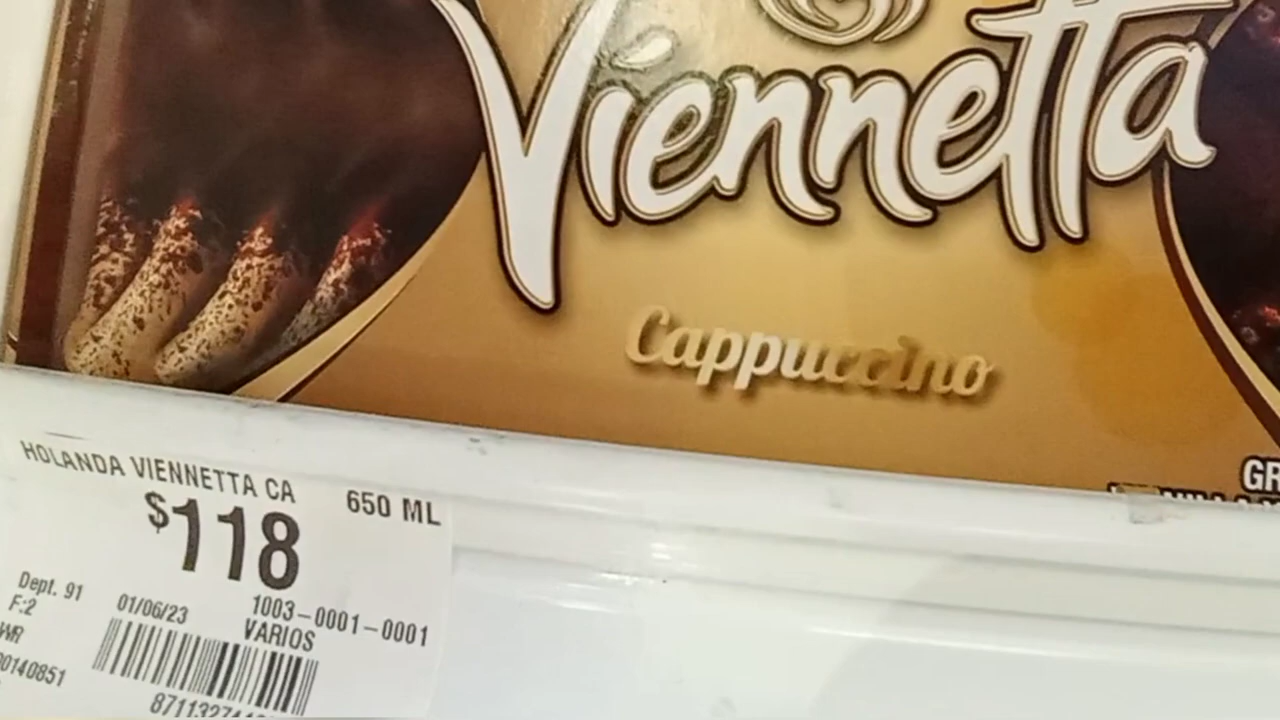 Viennetta
Cappuccino
HOLANDA VIENNETTA CA
650 ML
$118
Dept. 91
F:2
01/06/23
1003-0001-0001
VARIOS